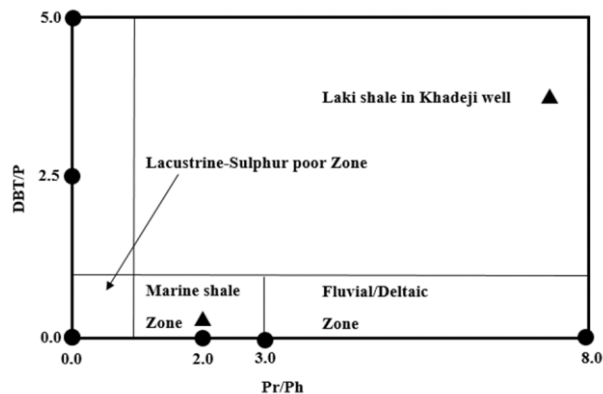 5.0
Laki shale in Khadeji well
Lacustrine-Sulphur poor Zone
2.5
DBT/P
Marine shale
Zone
Fluvial/Deltaic
Zone
0.0
0.0
2.0
3.0
8.0
Pr/Ph